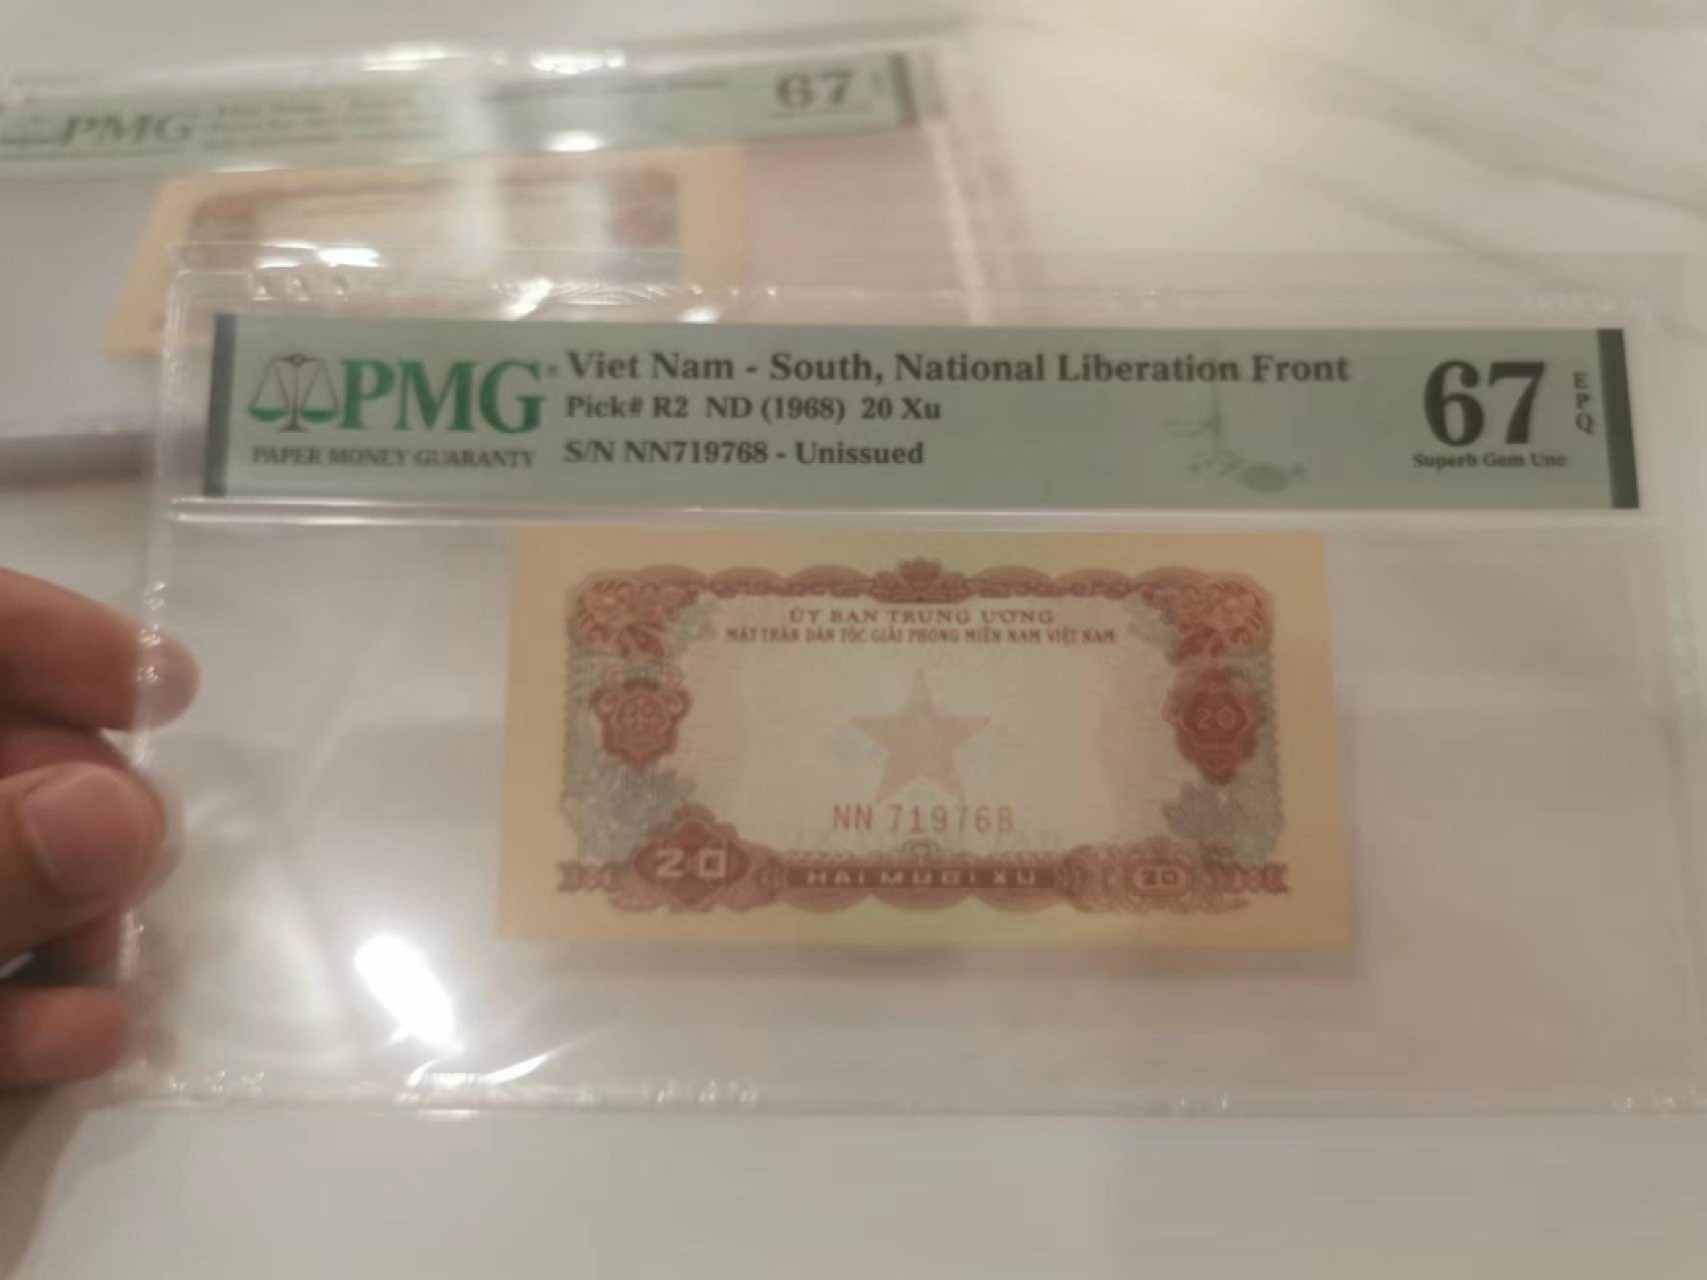 PMG
67
PMG
PAPER MONEY GUARANTY
Viet Nam - South, National Liberation Front
Pick# R2 ND (1968) 20 Xu
S/N NN719768 - Unissued
67
EPQ
Superb Gem Unc
ỦY BAN TRUNG ƯƠNG
MẶT TRẬN DÂN TỘC GIẢI PHÓNG MIỀN NAM VIỆT NAM
20
NN 719768
20
HAI MƯƠI XU
20